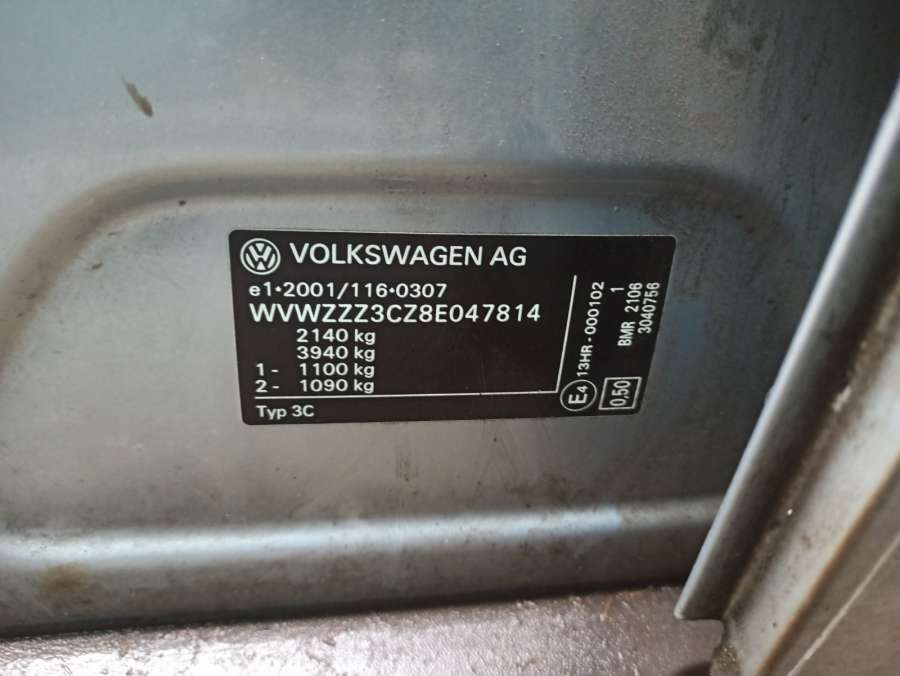 VOLKSWAGEN AG
e1•2001/116•0307
WVWZZZ3CZ8E047814
2140 kg
3940 kg
1 - 1100 kg
2 - 1090 kg
Typ 3C
E4 13HR - 000102
1
BMR 2106
3040756
0,50